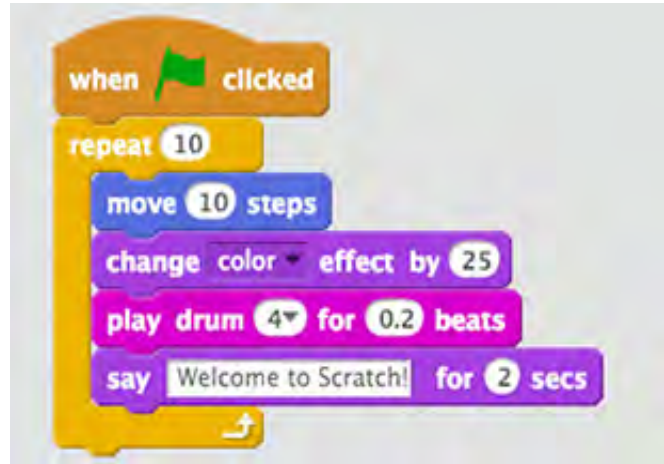 when clicked
repeat 10
move 10 steps
change color effect by 25
play drum 4 for 0.2 beats
say Welcome to Scratch! for 2 secs